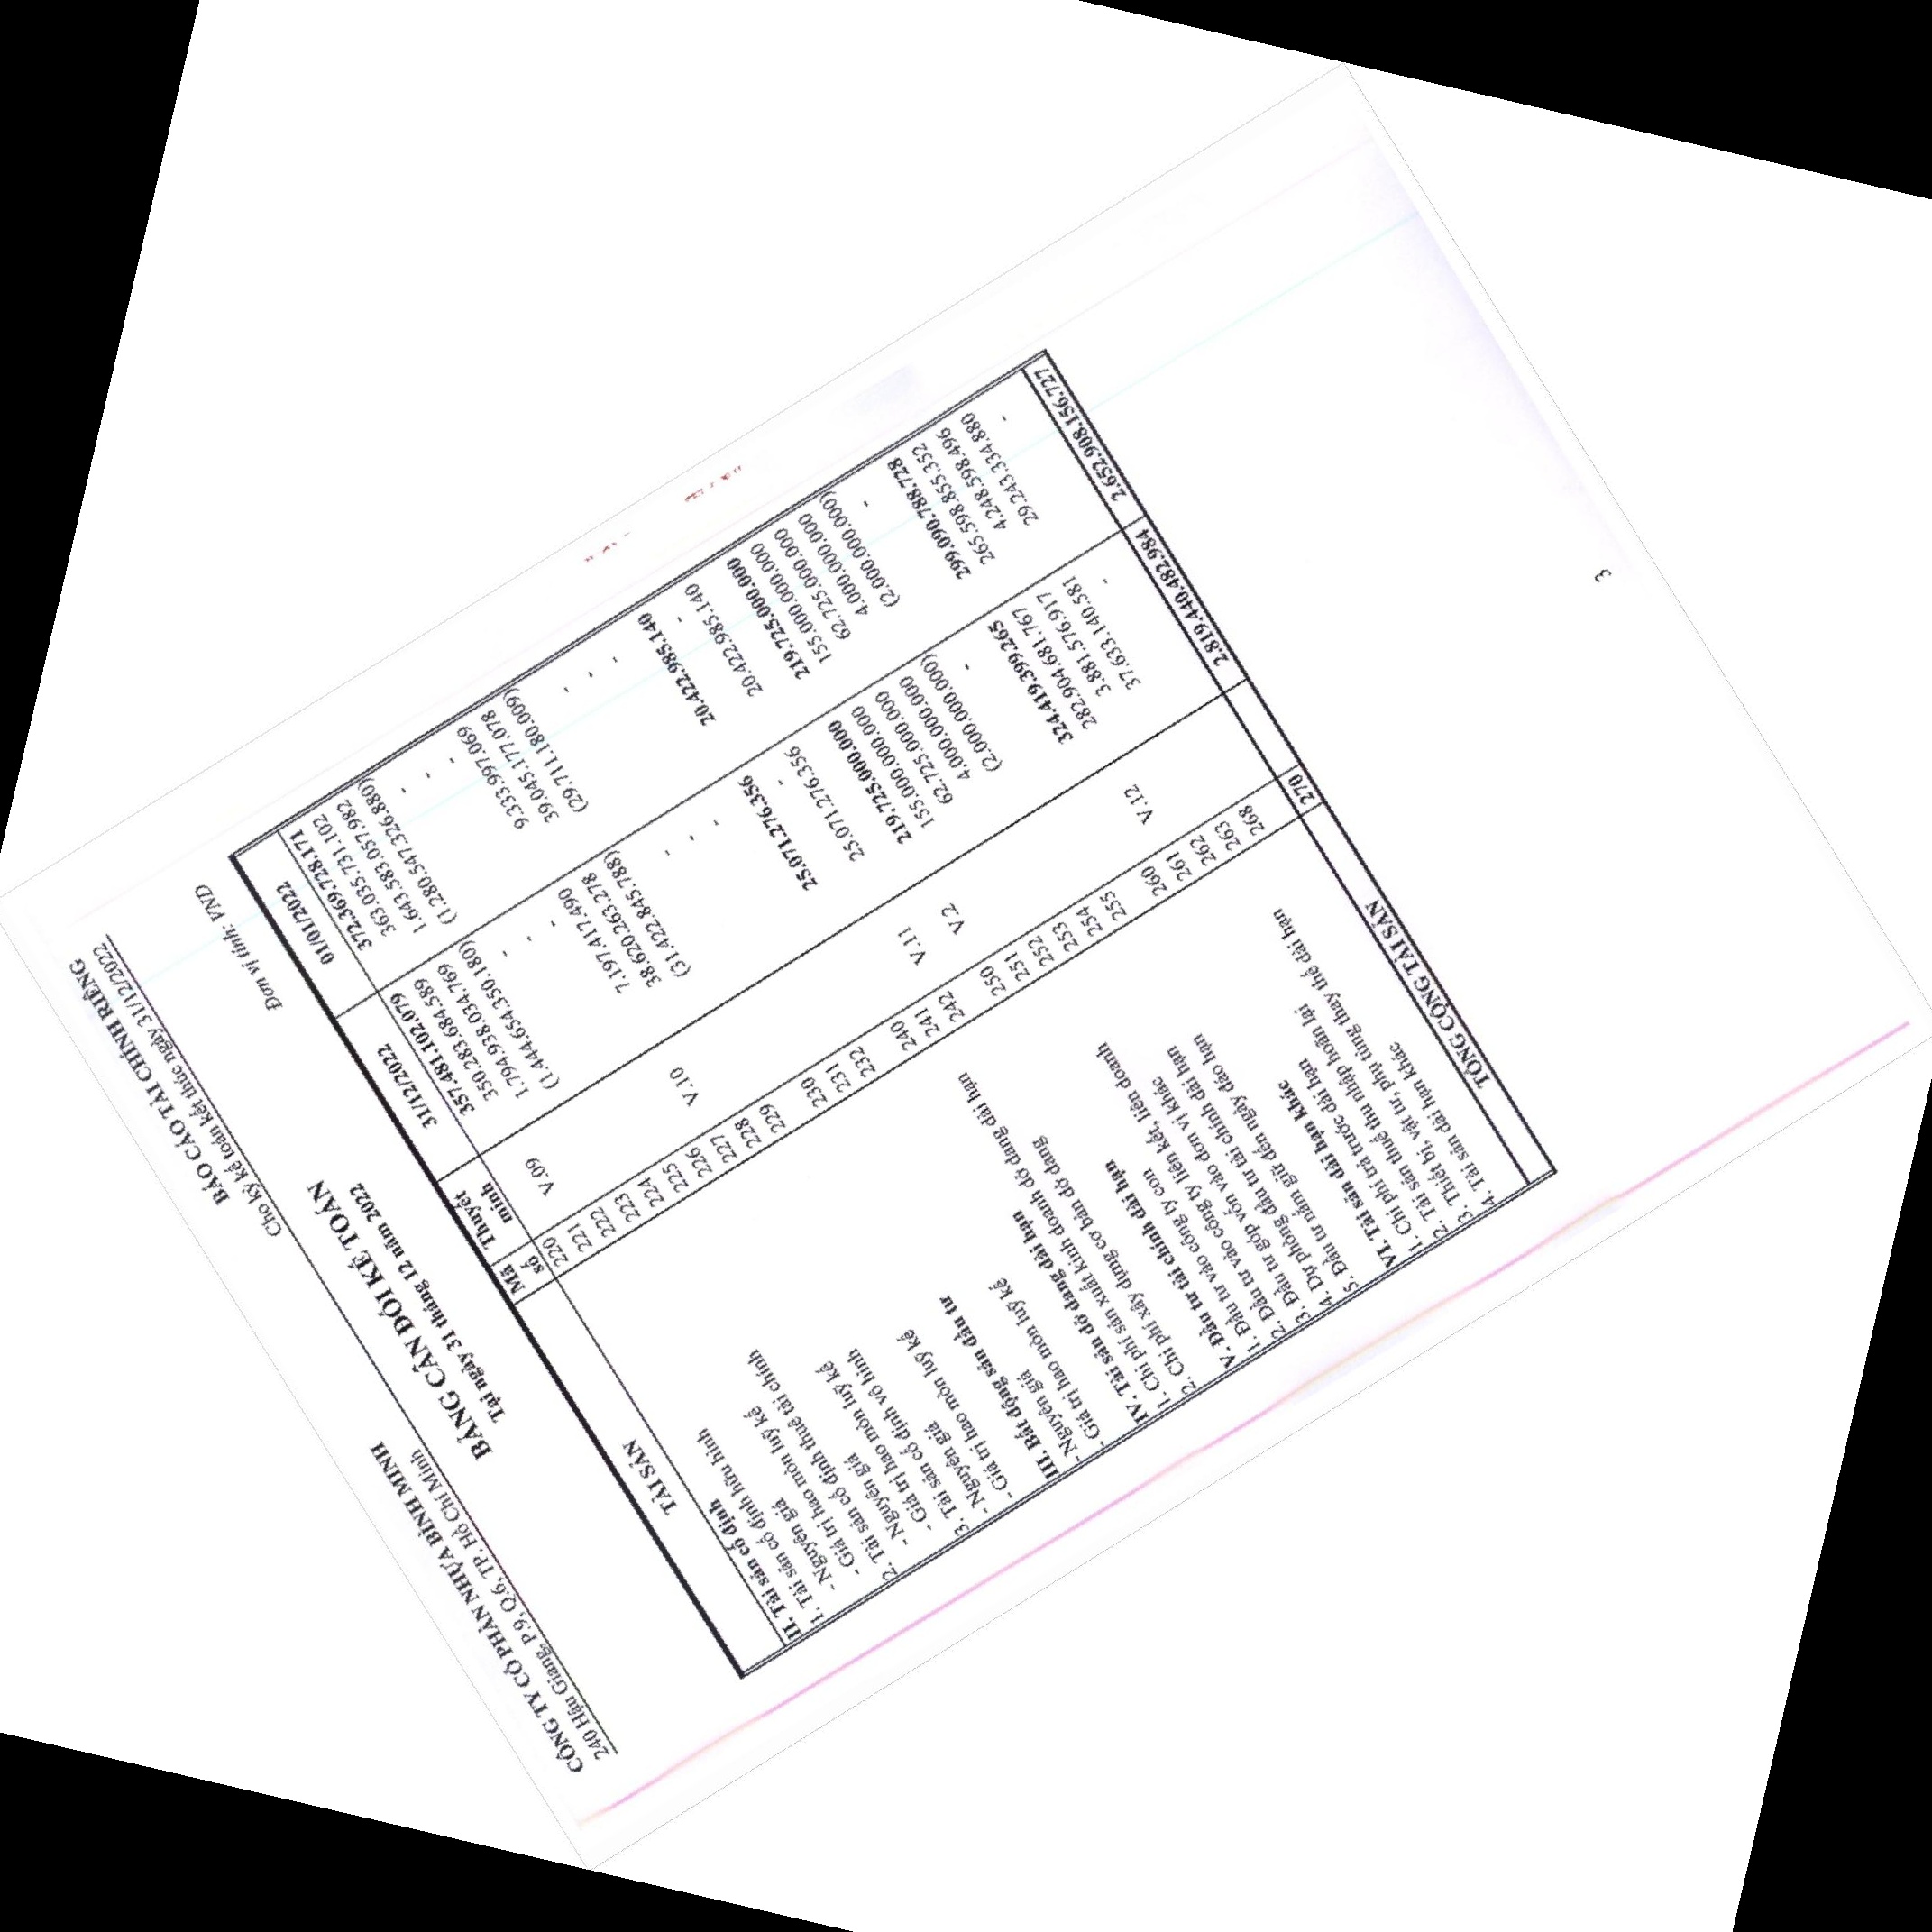 CÔNG TY CỔ PHẦN NHỰA BÌNH MINH BÁO CÁO TÀI CHÍNH RIÊNG
240 Hậu Giang, P.9, Q.6, TP. Hồ Chí Minh Cho kỳ kế toán kết thúc ngày 31/12/2022
BẢNG CÂN ĐỐI KẾ TOÁN
Tại ngày 31 tháng 12 năm 2022
Đơn vị tính: VND
TÀI SẢN Mã số Thuyết minh 31/12/2022 01/01/2022
II. Tài sản cố định 220 357.481.102.079 372.369.728.171
1. Tài sản cố định hữu hình 221 V.09 350.283.684.589 363.035.731.102
- Nguyên giá 222 1.794.938.034.769 1.643.583.057.982
- Giá trị hao mòn luỹ kế 223 (1.444.654.350.180) (1.280.547.326.880)
2. Tài sản cố định thuê tài chính 224 - -
- Nguyên giá 225 - -
- Giá trị hao mòn luỹ kế 226 - -
3. Tài sản cố định vô hình 227 V.10 7.197.417.490 9.333.997.069
- Nguyên giá 228 38.620.263.278 39.045.177.078
- Giá trị hao mòn luỹ kế 229 (31.422.845.788) (29.711.180.009)
III. Bất động sản đầu tư 230 - -
- Nguyên giá 231 - -
- Giá trị hao mòn luỹ kế 232 - -
IV. Tài sản dở dang dài hạn 240 25.071.276.356 20.422.985.140
1. Chi phí sản xuất kinh doanh dở dang dài hạn 241 - -
2. Chi phí xây dựng cơ bản dở dang 242 V.11 25.071.276.356 20.422.985.140
V. Đầu tư tài chính dài hạn 250 V.2 219.725.000.000 219.725.000.000
1. Đầu tư vào công ty con 251 155.000.000.000 155.000.000.000
2. Đầu tư vào công ty liên kết, liên doanh 252 62.725.000.000 62.725.000.000
3. Đầu tư góp vốn vào đơn vị khác 253 4.000.000.000 4.000.000.000
4. Dự phòng đầu tư tài chính dài hạn 254 (2.000.000.000) (2.000.000.000)
5. Đầu tư nắm giữ đến ngày đáo hạn 255 - -
VI. Tài sản dài hạn khác 260 324.419.399.265 299.090.788.728
1. Chi phí trả trước dài hạn 261 V.12 282.904.681.767 265.598.855.352
2. Tài sản thuế thu nhập hoãn lại 262 3.881.576.917 4.248.598.496
3. Thiết bị, vật tư, phụ tùng thay thế dài hạn 263 37.633.140.581 29.243.334.880
4. Tài sản dài hạn khác 268 - -
TỔNG CỘNG TÀI SẢN 270 2.819.440.482.984 2.652.908.156.727
3